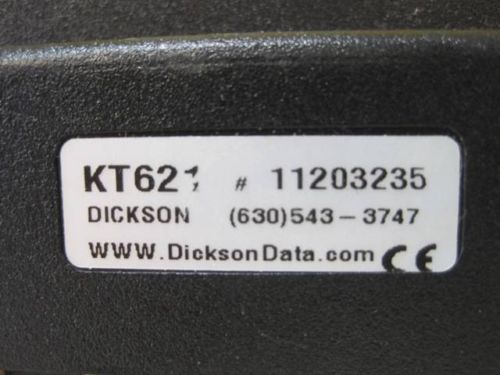 KT621 # 11203235
DICKSON (630)543-3747
WWW.DicksonData.com CE